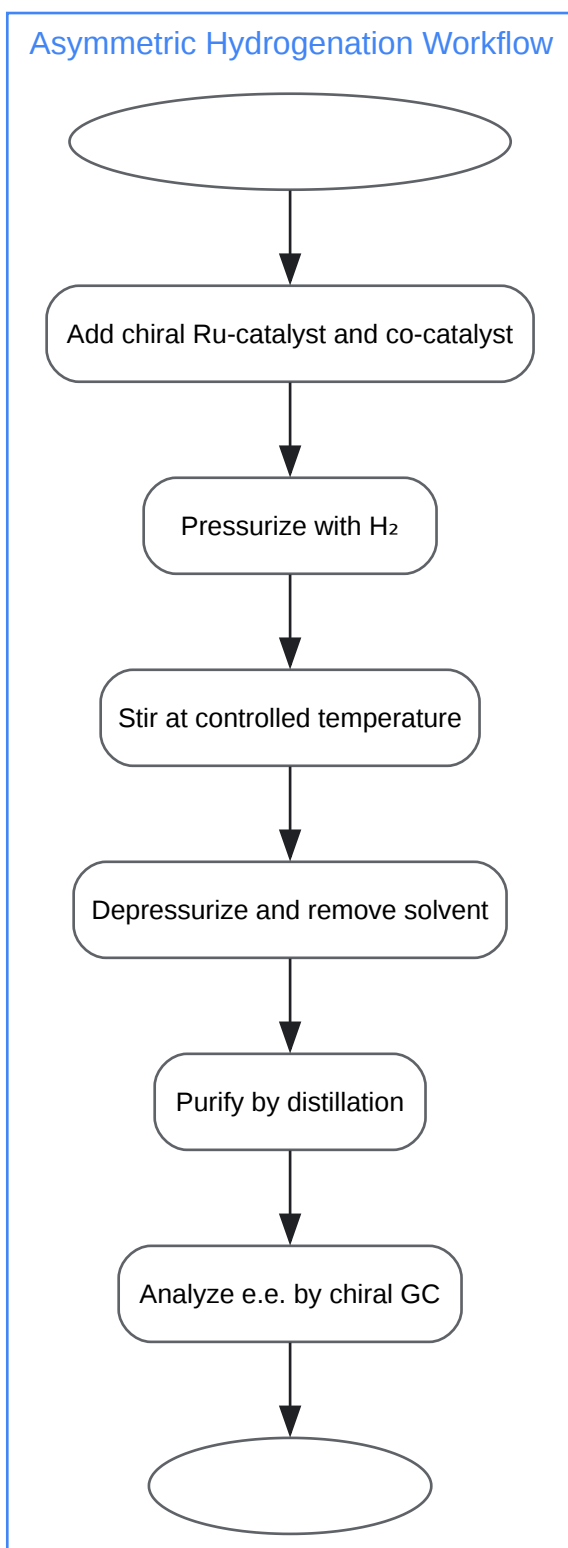 Asymmetric Hydrogenation Workflow
Add chiral Ru-catalyst and co-catalyst
Pressurize with H₂
Stir at controlled temperature
Depressurize and remove solvent
Purify by distillation
Analyze e.e. by chiral GC